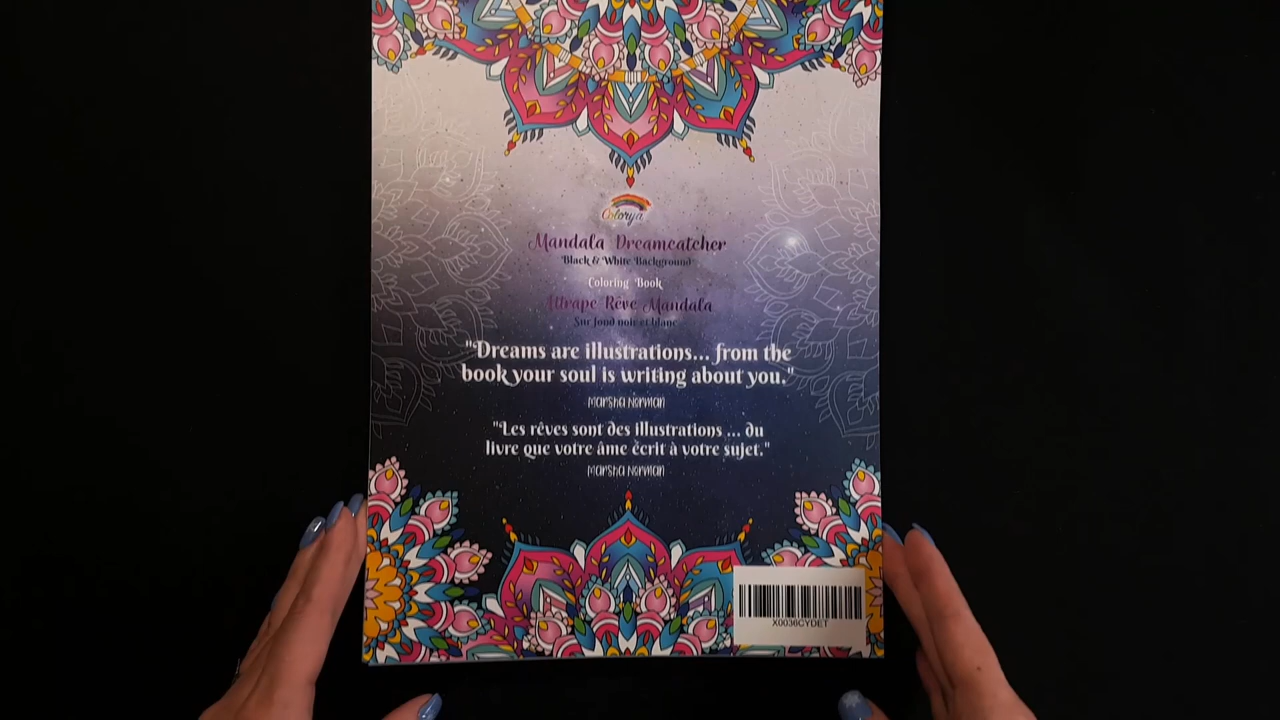 Colorya
Mandala Dreamcatcher
Black & White Background
Coloring Book
Attrape Rêve Mandala
Sur fond noir et blanc
"Dreams are illustrations... from the
book your soul is writing about you."
Marsha Norman
"Les rêves sont des illustrations ... du
livre que votre âme écrit à votre sujet."
Marsha Norman
X0036CYDET